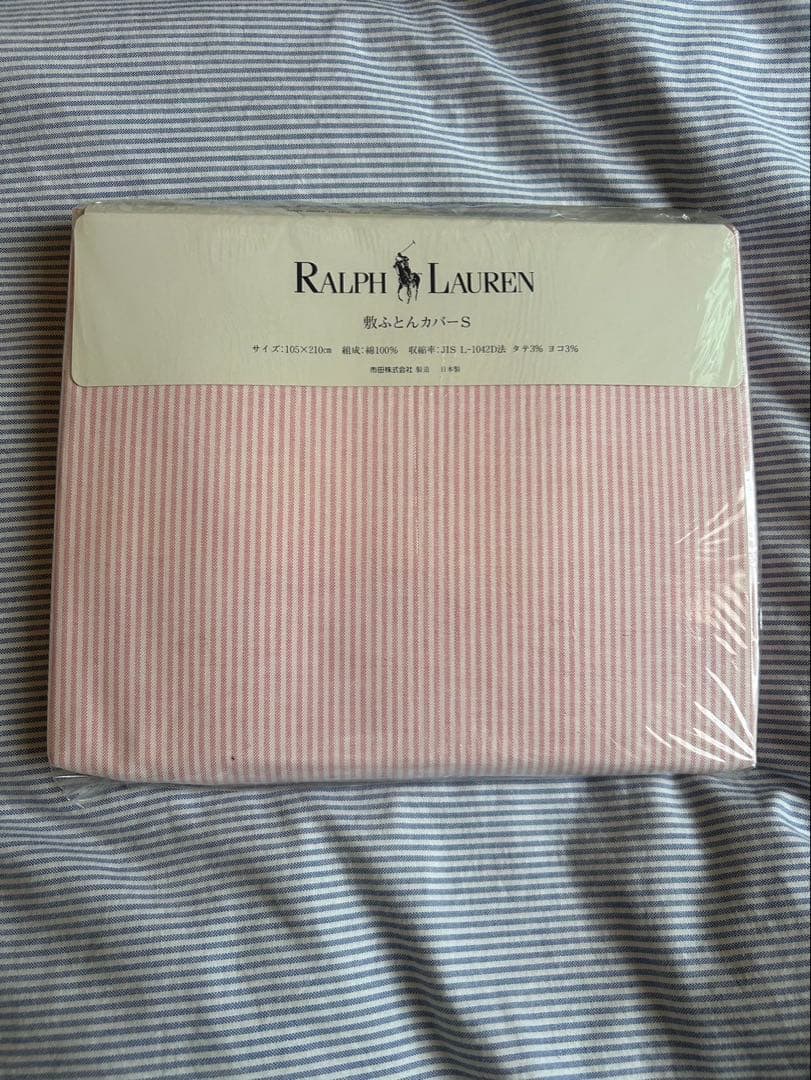 RALPH LAUREN
敷ふとんカバーS
サイズ:105×210㎝ 組成:綿100% 収縮率:JIS L-1042D法 タテ3% ヨコ3%
市田株式会社 製造 日本製